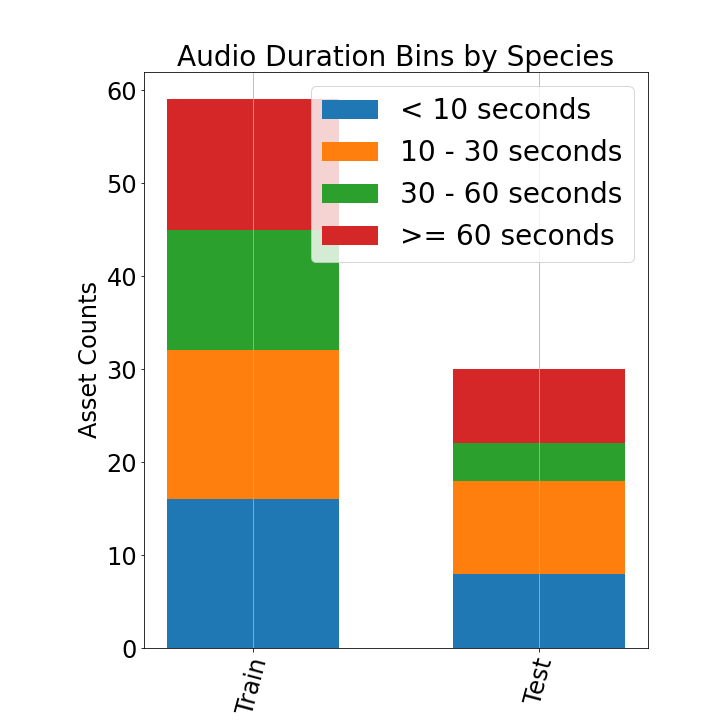 Audio Duration Bins by Species
60
50
40
30
20
10
0
Asset Counts
< 10 seconds
10 - 30 seconds
30 - 60 seconds
>= 60 seconds
Train
Test